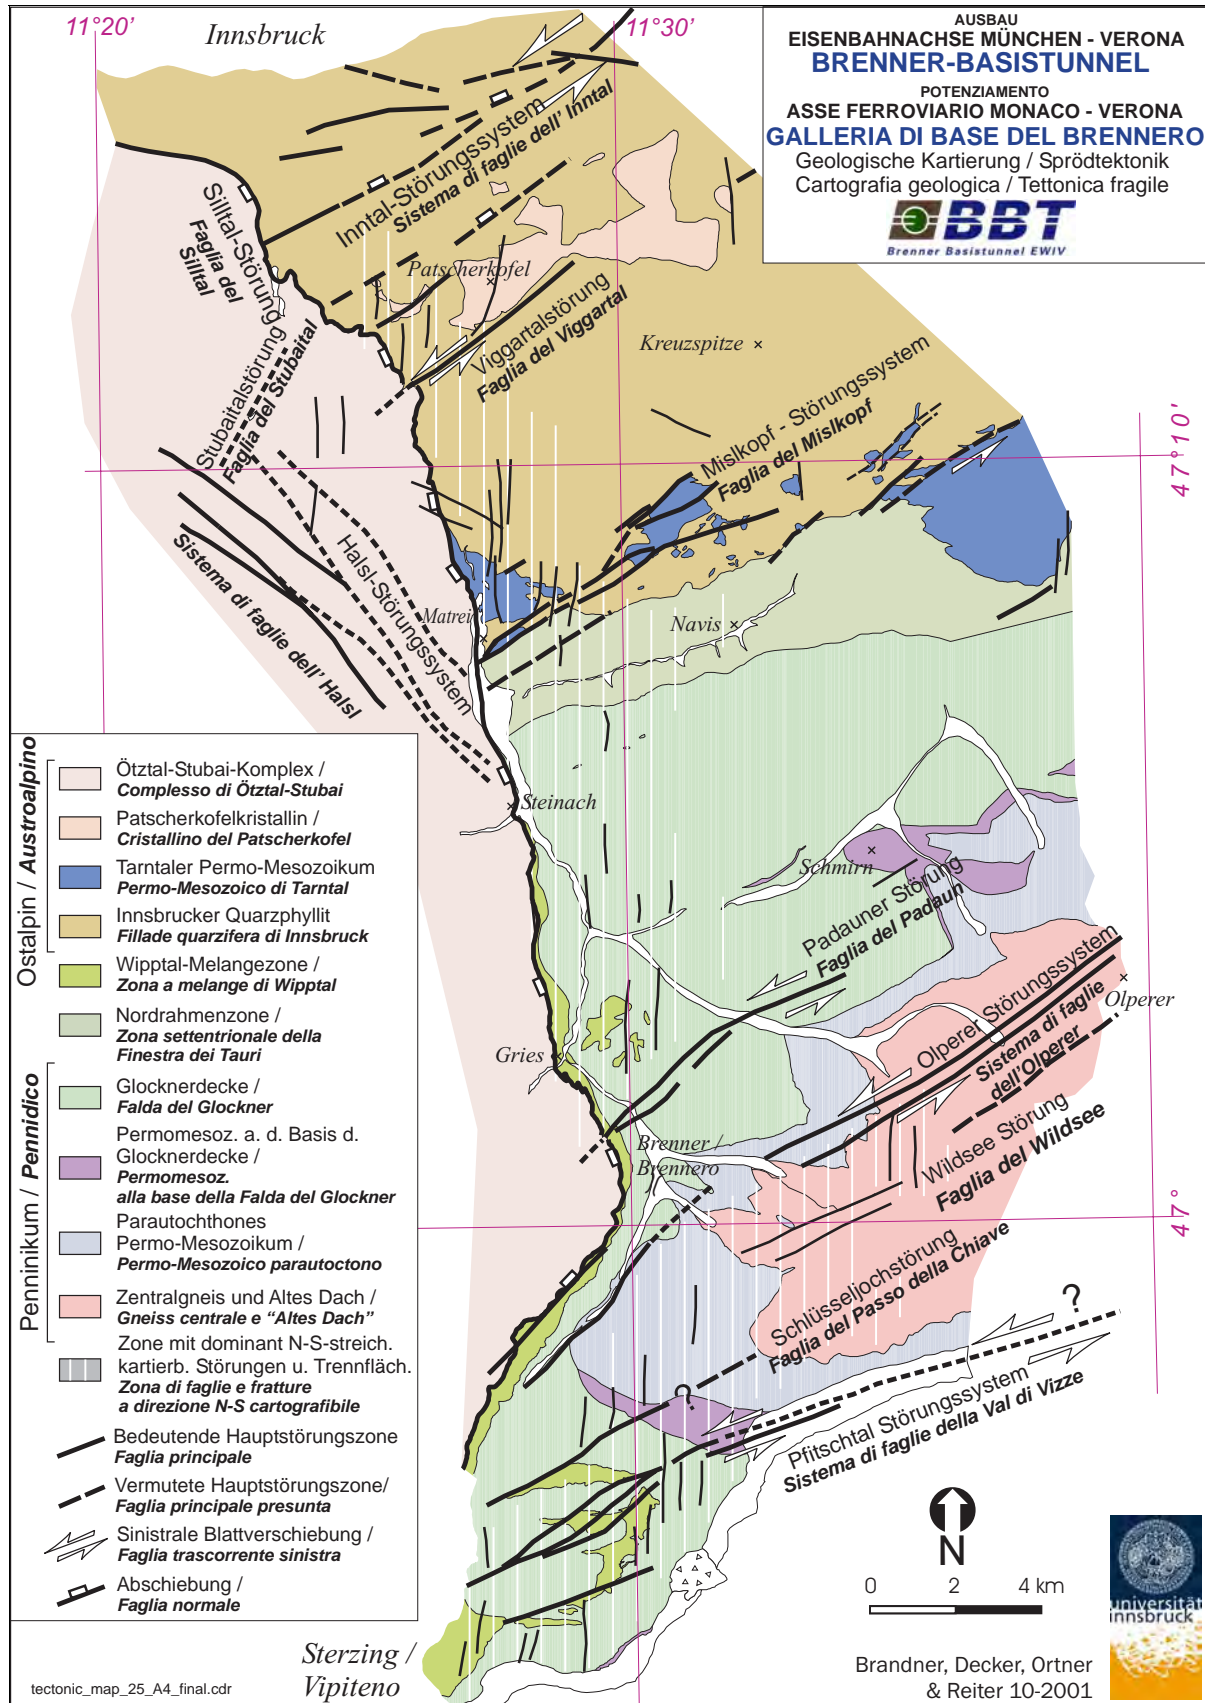 11°20'
Innsbruck
11°30'
AUSBAU
EISENBAHNACHSE MÜNCHEN - VERONA
BRENNER-BASISTUNNEL
POTENZIAMENTO
ASSE FERROVIARIO MONACO - VERONA
GALLERIA DI BASE DEL BRENNERO
Geologische Kartierung / Sprödtektonik
Cartografia geologica / Tettonica fragile
BBT
Brenner Basistunnel EWIV
Inntal-Störungssystem
Sistema di faglie dell' Inntal
Silltal-Störung
Faglia del
Silltal
Patscherkofel
Viggartalstörung
Faglia del Viggartal
Kreuzspitze
Stubaitalstörung
Faglia del Stubaital
Mislkopf - Störungssystem
Faglia del Mislkopf
47°10'
Halsl-Störungssystem
Sistema di faglie dell' Halsl
Matrei
Navis
Steinach
Schmirn
Padauner Störung
Faglia del Padaun
Olperer Störungssystem
Sistema di faglie
dell'Olperer
Olperer
Gries
Brenner /
Brennero
Wildsee Störung
Faglia del Wildsee
47°
Schlüsseljochstörung
Faglia del Passo della Chiave
?
?
Pfitschtal Störungssystem
Sistema di faglie della Val di Vizze
Sterzing /
Vipiteno
Ostalpin / Austroalpino
Ötztal-Stubai-Komplex /
Complesso di Ötztal-Stubai
Patscherkofelkristallin /
Cristallino del Patscherkofel
Tarntaler Permo-Mesozoikum
Permo-Mesozoico di Tarntal
Innsbrucker Quarzphyllit
Fillade quarzifera di Innsbruck
Wipptal-Melangezone /
Zona a melange di Wipptal
Nordrahmenzone /
Zona settentrionale della
Finestra dei Tauri
Penninikum / Pennidico
Glocknerdecke /
Falda del Glockner
Permomesoz. a. d. Basis d.
Glocknerdecke /
Permomesoz.
alla base della Falda del Glockner
Parautochthones
Permo-Mesozoikum /
Permo-Mesozoico parautoctono
Zentralgneis und Altes Dach /
Gneiss centrale e “Altes Dach”
Zone mit dominant N-S-streich.
kartierb. Störungen u. Trennfläch.
Zona di faglie e fratture
a direzione N-S cartografibile
Bedeutende Hauptstörungszone
Faglia principale
Vermutete Hauptstörungszone/
Faglia principale presunta
Sinistrale Blattverschiebung /
Faglia trascorrente sinistra
Abschiebung /
Faglia normale
N
0 2 4 km
universität
innsbruck
Brandner, Decker, Ortner
& Reiter 10-2001
tectonic_map_25_A4_final.cdr